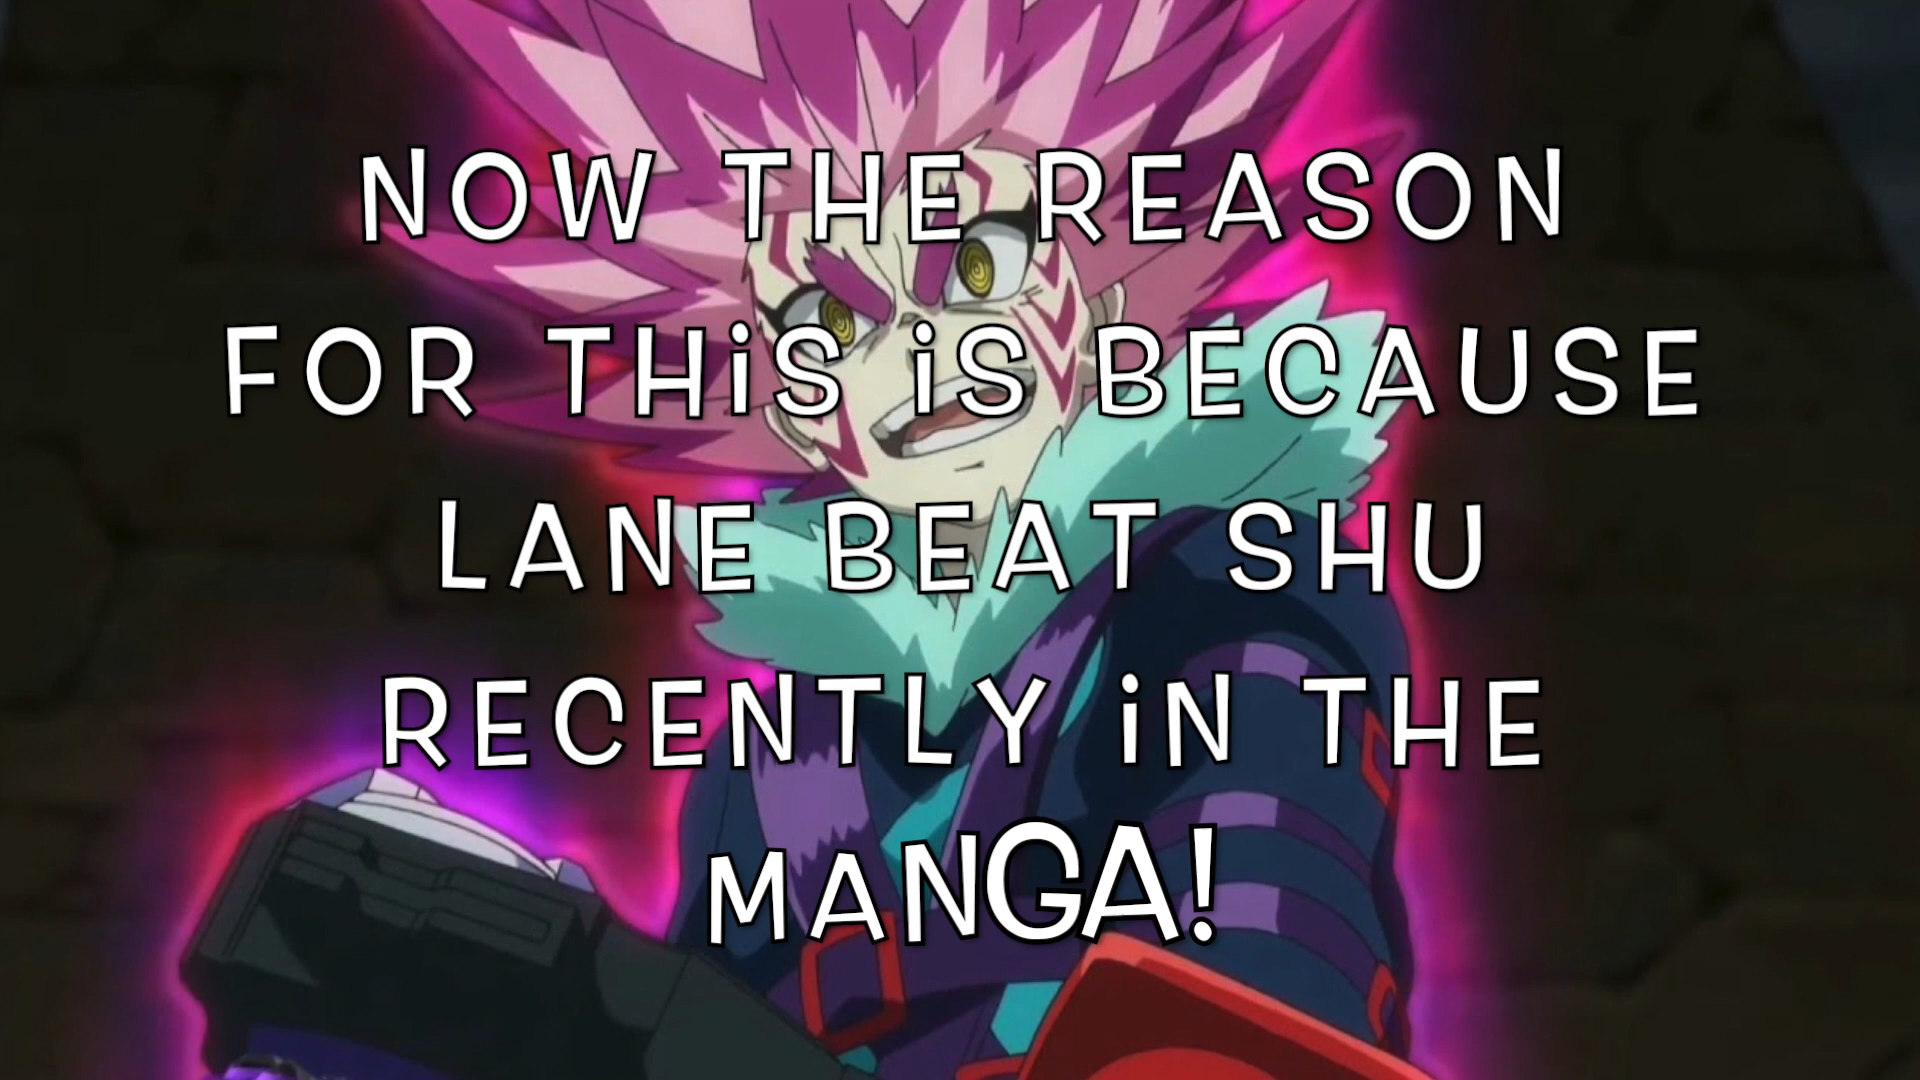 NOW THE REASON
FOR THiS iS BECAUSE
LANE BEAT SHU
RECENTLY iN THE
MANGA!